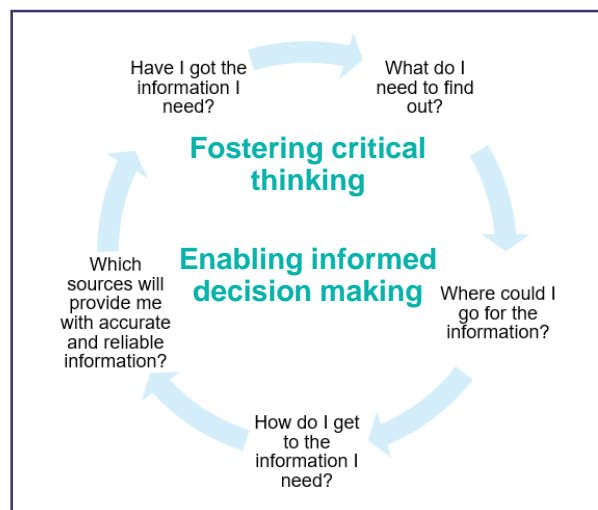 Have I got the
information I
need?
What do I
need to find
out?
Fostering critical
thinking
Enabling informed
decision making
Where could I
go for the
information?
How do I get
to the
information I
need?
Which
sources will
provide me
with accurate
and reliable
information?